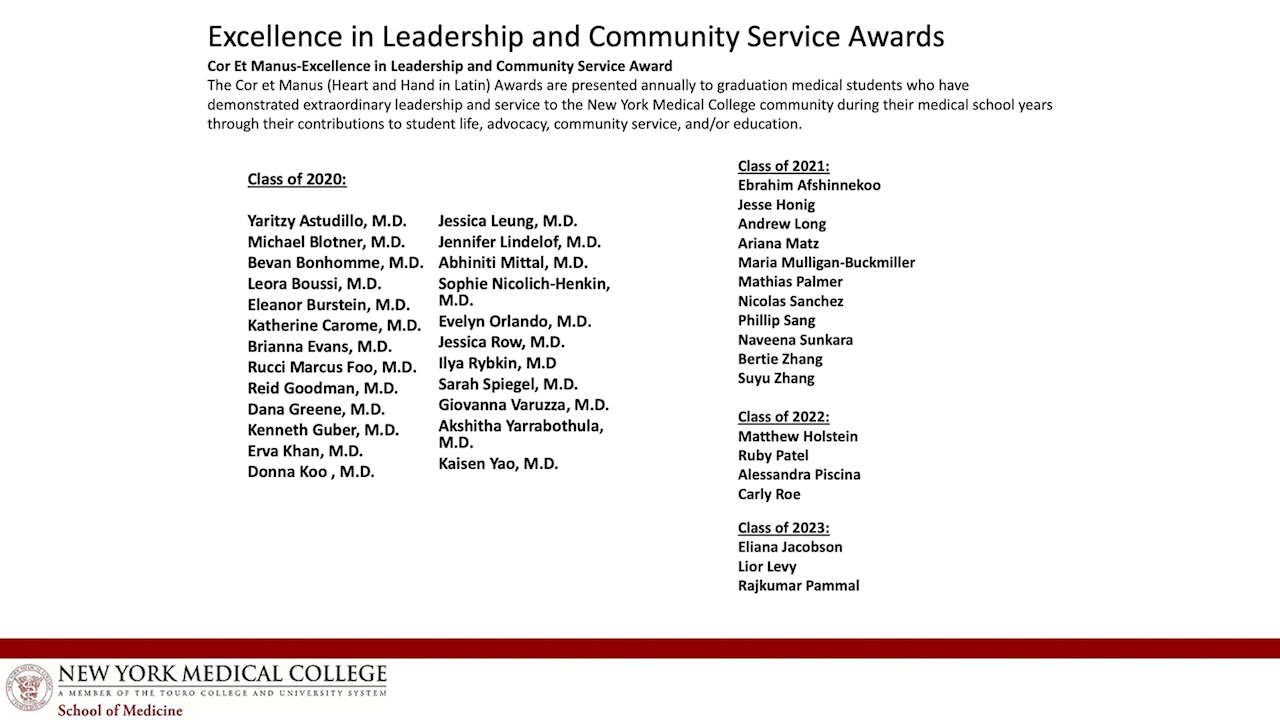 Excellence in Leadership and Community Service Awards
Cor Et Manus-Excellence in Leadership and Community Service Award
The Cor et Manus (Heart and Hand in Latin) Awards are presented annually to graduation medical students who have
demonstrated extraordinary leadership and service to the New York Medical College community during their medical school years
through their contributions to student life, advocacy, community service, and/or education.
Class of 2020:
Yaritzy Astudillo, M.D.
Michael Blotner, M.D.
Bevan Bonhomme, M.D.
Leora Boussi, M.D.
Eleanor Burstein, M.D.
Katherine Carome, M.D.
Brianna Evans, M.D.
Rucci Marcus Foo, M.D.
Reid Goodman, M.D.
Dana Greene, M.D.
Kenneth Guber, M.D.
Erva Khan, M.D.
Donna Koo , M.D.
Jessica Leung, M.D.
Jennifer Lindelof, M.D.
Abhiniti Mittal, M.D.
Sophie Nicolich-Henkin,
M.D.
Evelyn Orlando, M.D.
Jessica Row, M.D.
Ilya Rybkin, M.D
Sarah Spiegel, M.D.
Giovanna Varuzza, M.D.
Akshitha Yarrabothula,
M.D.
Kaisen Yao, M.D.
Class of 2021:
Ebrahim Afshinnekoo
Jesse Honig
Andrew Long
Ariana Matz
Maria Mulligan-Buckmiller
Mathias Palmer
Nicolas Sanchez
Phillip Sang
Naveena Sunkara
Bertie Zhang
Suyu Zhang
Class of 2022:
Matthew Holstein
Ruby Patel
Alessandra Piscina
Carly Roe
Class of 2023:
Eliana Jacobson
Lior Levy
Rajkumar Pammal
NEW YORK MEDICAL COLLEGE
A MEMBER OF THE TOURO COLLEGE AND UNIVERSITY SYSTEM
School of Medicine